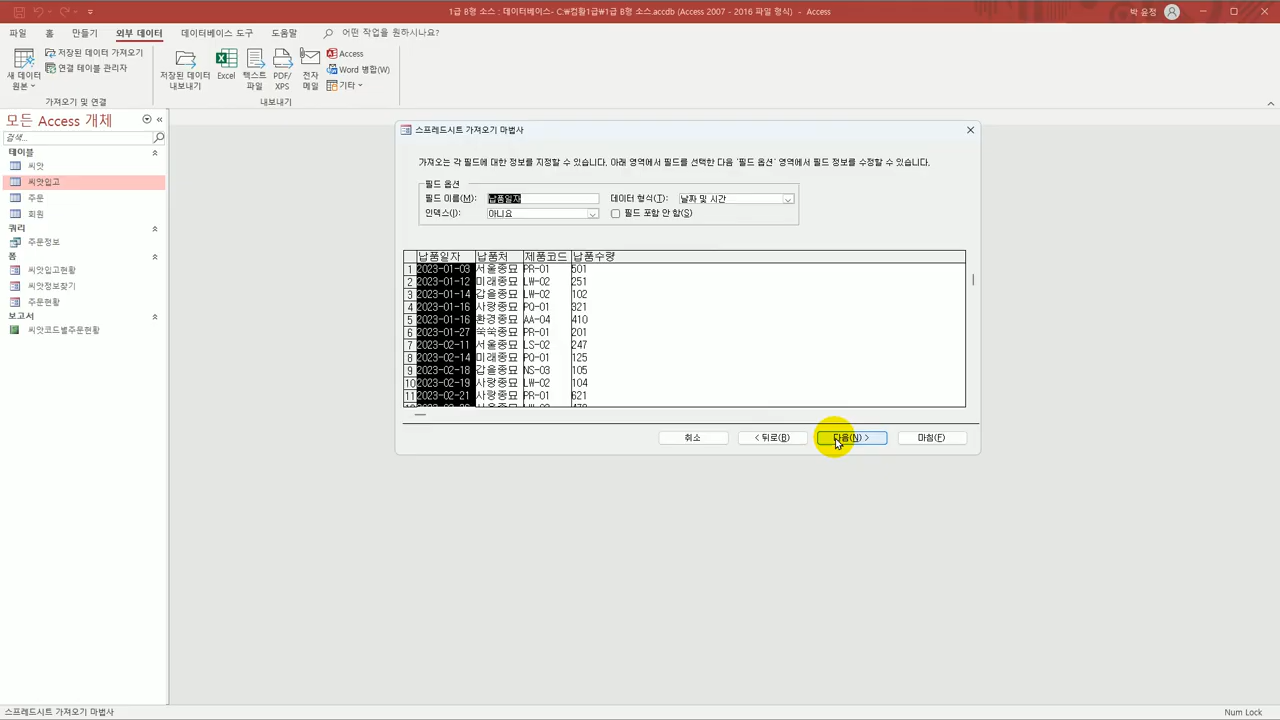 1급 B형 소스 : 데이터베이스- C:₩컴활1급₩1급 B형 소스.accdb (Access 2007 - 2016 파일 형식) - Access
박 윤정
파일 홈 만들기 외부 데이터 데이터베이스 도구 도움말 어떤 작업을 원하시나요?
새 데이터 원본
저장된 데이터 가져오기
연결 테이블 관리자
가져오기 및 연결
저장된 데이터 내보내기
Excel
텍스트 파일
PDF/ XPS
전자 메일
Access
Word 병합(W)
기타
내보내기
모든 Access 개체
검색...
테이블
씨앗
씨앗입고
주문
회원
쿼리
주문정보
폼
씨앗입고현황
씨앗정보찾기
주문현황
보고서
씨앗코드별주문현황
스프레드시트 가져오기 마법사
가져오는 각 필드에 대한 정보를 지정할 수 있습니다. 아래 영역에서 필드를 선택한 다음 '필드 옵션' 영역에서 필드 정보를 수정할 수 있습니다.
필드 옵션
필드 이름(M): 납품일자 데이터 형식(T): 날짜 및 시간
인덱스(I): 아니요 필드 포함 안 함(S)
납품일자 납품처 제품코드 납품수량
1 2023-01-03 서울종묘 PR-01 501
2 2023-01-12 미래종묘 LW-02 251
3 2023-01-14 갑을종묘 LW-02 102
4 2023-01-16 사랑종묘 PQ-01 321
5 2023-01-16 환경종묘 AA-04 410
6 2023-01-27 쑥쑥종묘 PR-01 201
7 2023-02-11 서울종묘 LS-02 247
8 2023-02-14 미래종묘 PQ-01 125
9 2023-02-18 갑을종묘 NS-03 105
10 2023-02-19 사랑종묘 LW-02 104
11 2023-02-21 사랑종묘 PR-01 621
취소 < 뒤로(B) 다음(N) > 마침(F)
스프레드시트 가져오기 마법사
Num Lock